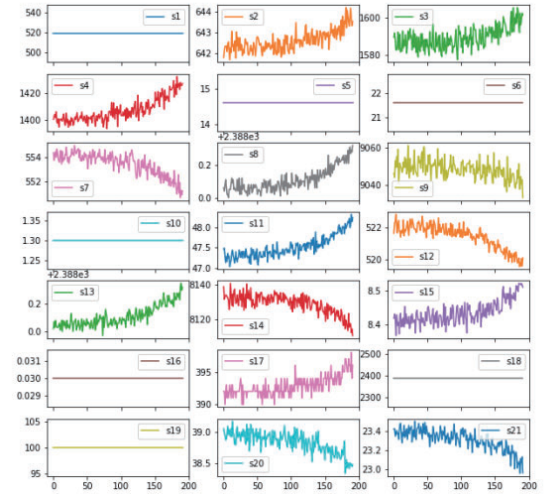 540 s1 644 s2 1600 s3
520 643
500 642 1580
1420 s4 15 s5 22 s6
1400 14 21
+2.388e3
554 s7 0.2 s8 9060 s9
552 0.0 9040
1.35 s10 48.0 s11 522 s12
1.30 47.5
1.25 47.0 520
+2.388e3
0.2 s13 8140 s14 8.5 s15
0.0 8120 8.4
0.031 s16 395 s17 2500 s18
0.030 2400
0.029 390 2300
105 s19 39.0 s20 23.4 s21
100 23.2
95 38.5 23.0
0 50 100 150 200 0 50 100 150 200 0 50 100 150 200